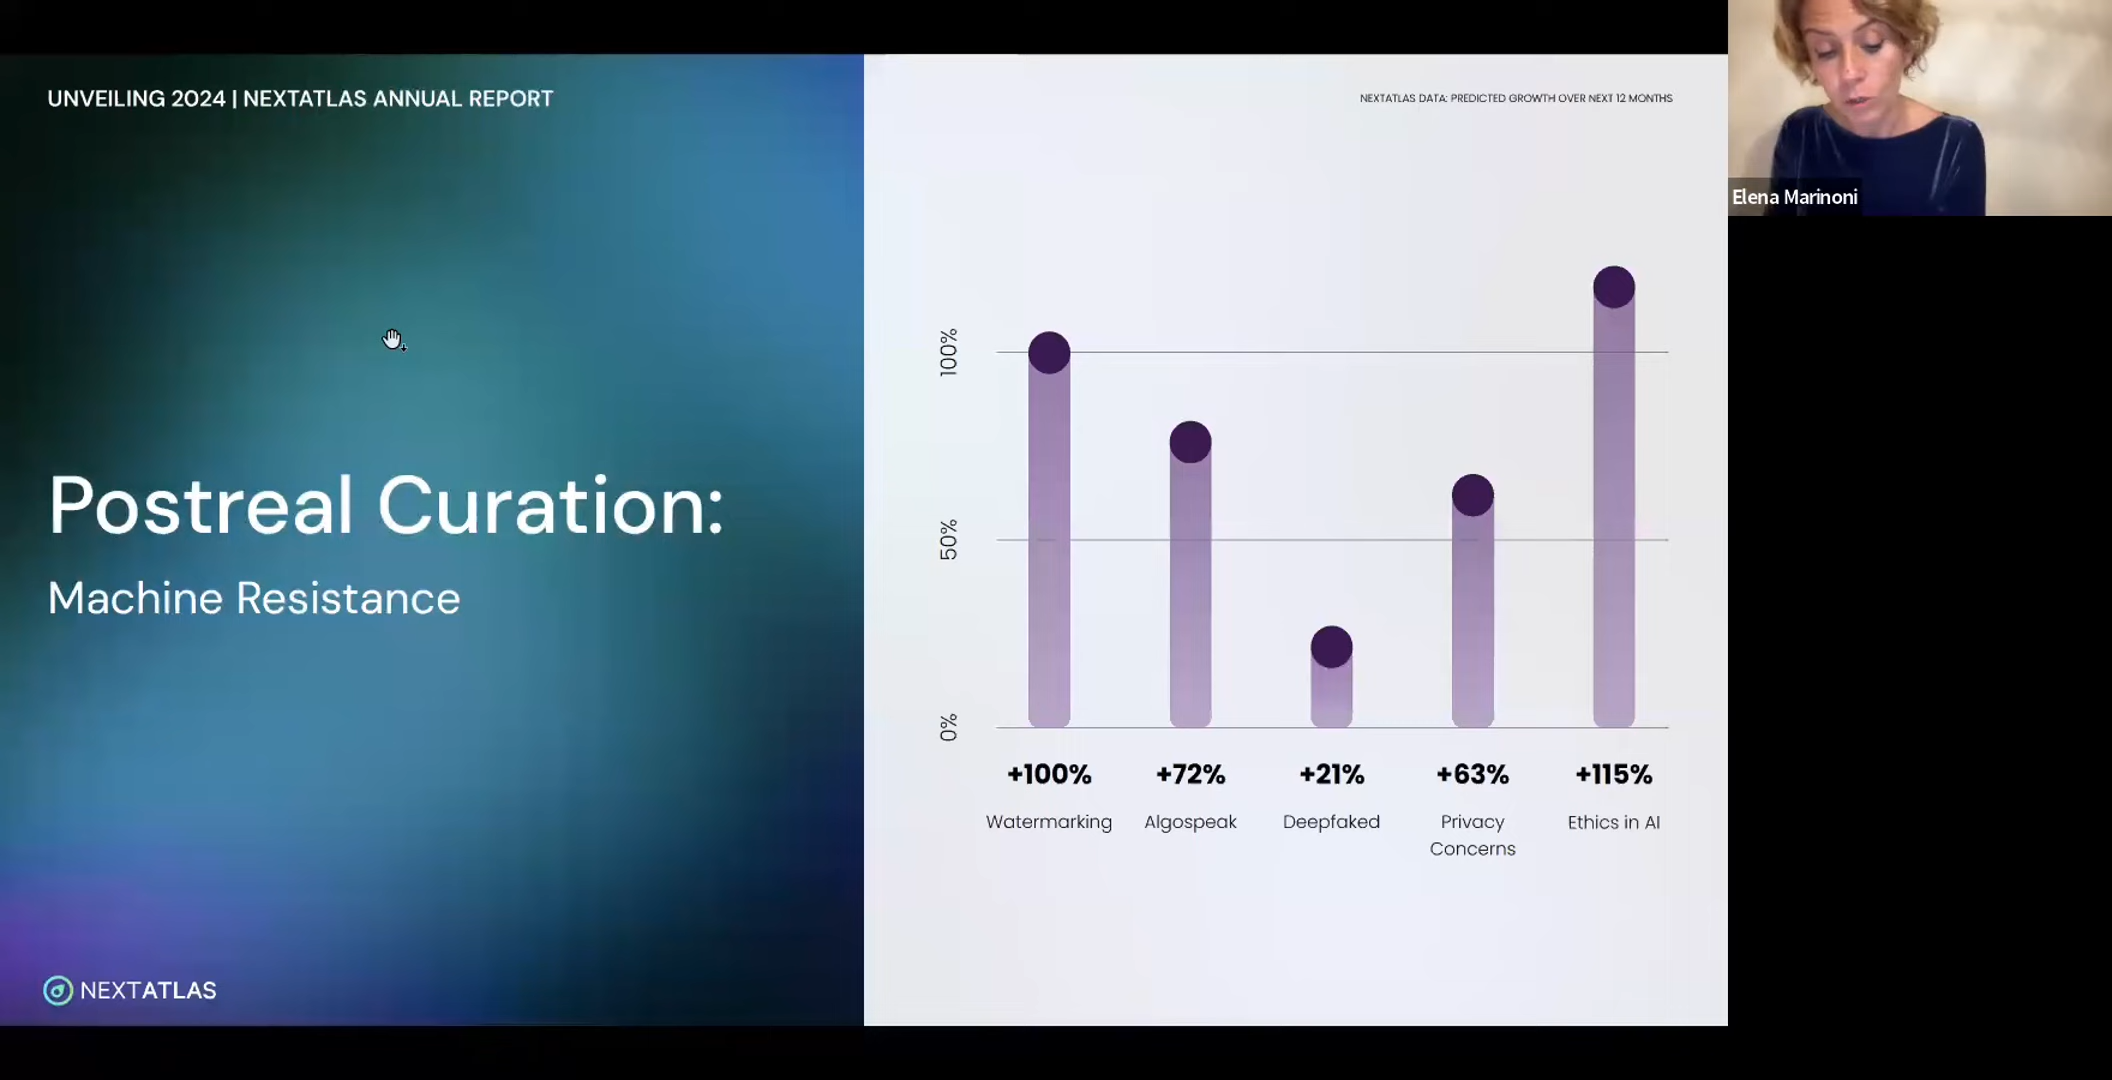 UNVEILING 2024 | NEXTATLAS ANNUAL REPORT
Postreal Curation:
Machine Resistance
NEXTATLAS
NEXTATLAS DATA: PREDICTED GROWTH OVER NEXT 12 MONTHS
100%
50%
0%
+100% +72% +21% +63% +115%
Watermarking Algospeak Deepfaked Privacy Ethics in AI
Concerns
Elena Marinoni